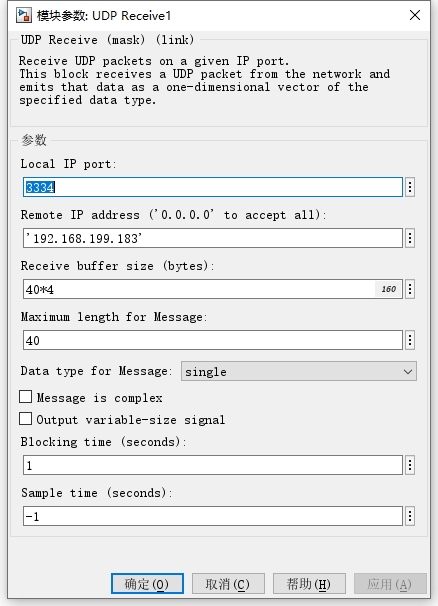 模块参数: UDP Receive1
UDP Receive (mask) (link)
Receive UDP packets on a given IP port.
This block receives a UDP packet from the network and
emits that data as a one-dimensional vector of the
specified data type.
参数
Local IP port:
3334
Remote IP address ('0.0.0.0' to accept all):
'192.168.199.183'
Receive buffer size (bytes):
40*4 160
Maximum length for Message:
40
Data type for Message: single
Message is complex
Output variable-size signal
Blocking time (seconds):
1
Sample time (seconds):
-1
确定(O) 取消(C) 帮助(H) 应用(A)